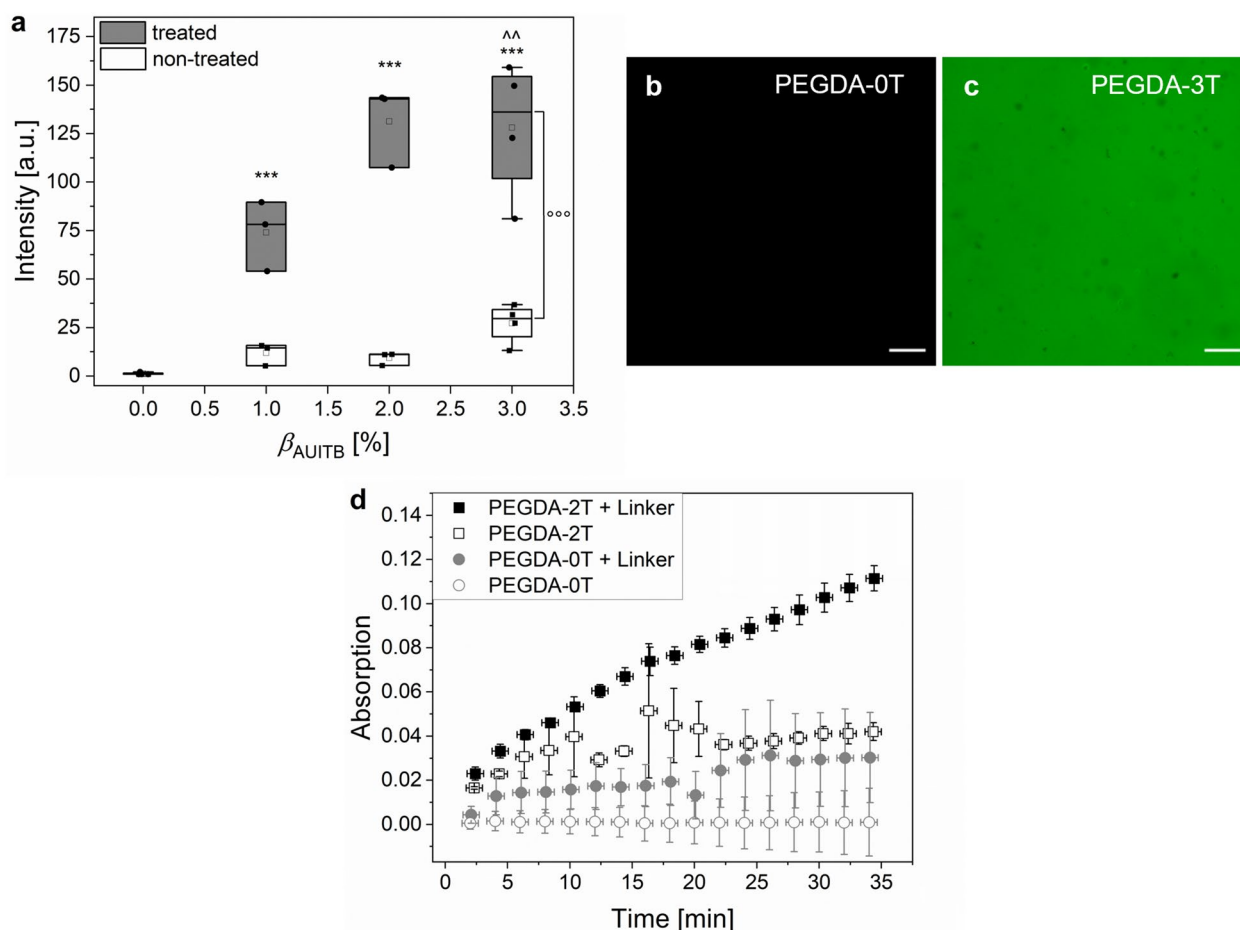 a
treated
non-treated
175
150
125
100
75
50
25
0
Intensity [a.u.]
***
***
^^
***
°°°
0.0 0.5 1.0 1.5 2.0 2.5 3.0 3.5
βAUITB [%]
b PEGDA-0T
c PEGDA-3T
d
PEGDA-2T + Linker
PEGDA-2T
PEGDA-0T + Linker
PEGDA-0T
0.14
0.12
0.10
0.08
0.06
0.04
0.02
0.00
Absorption
0 5 10 15 20 25 30 35
Time [min]